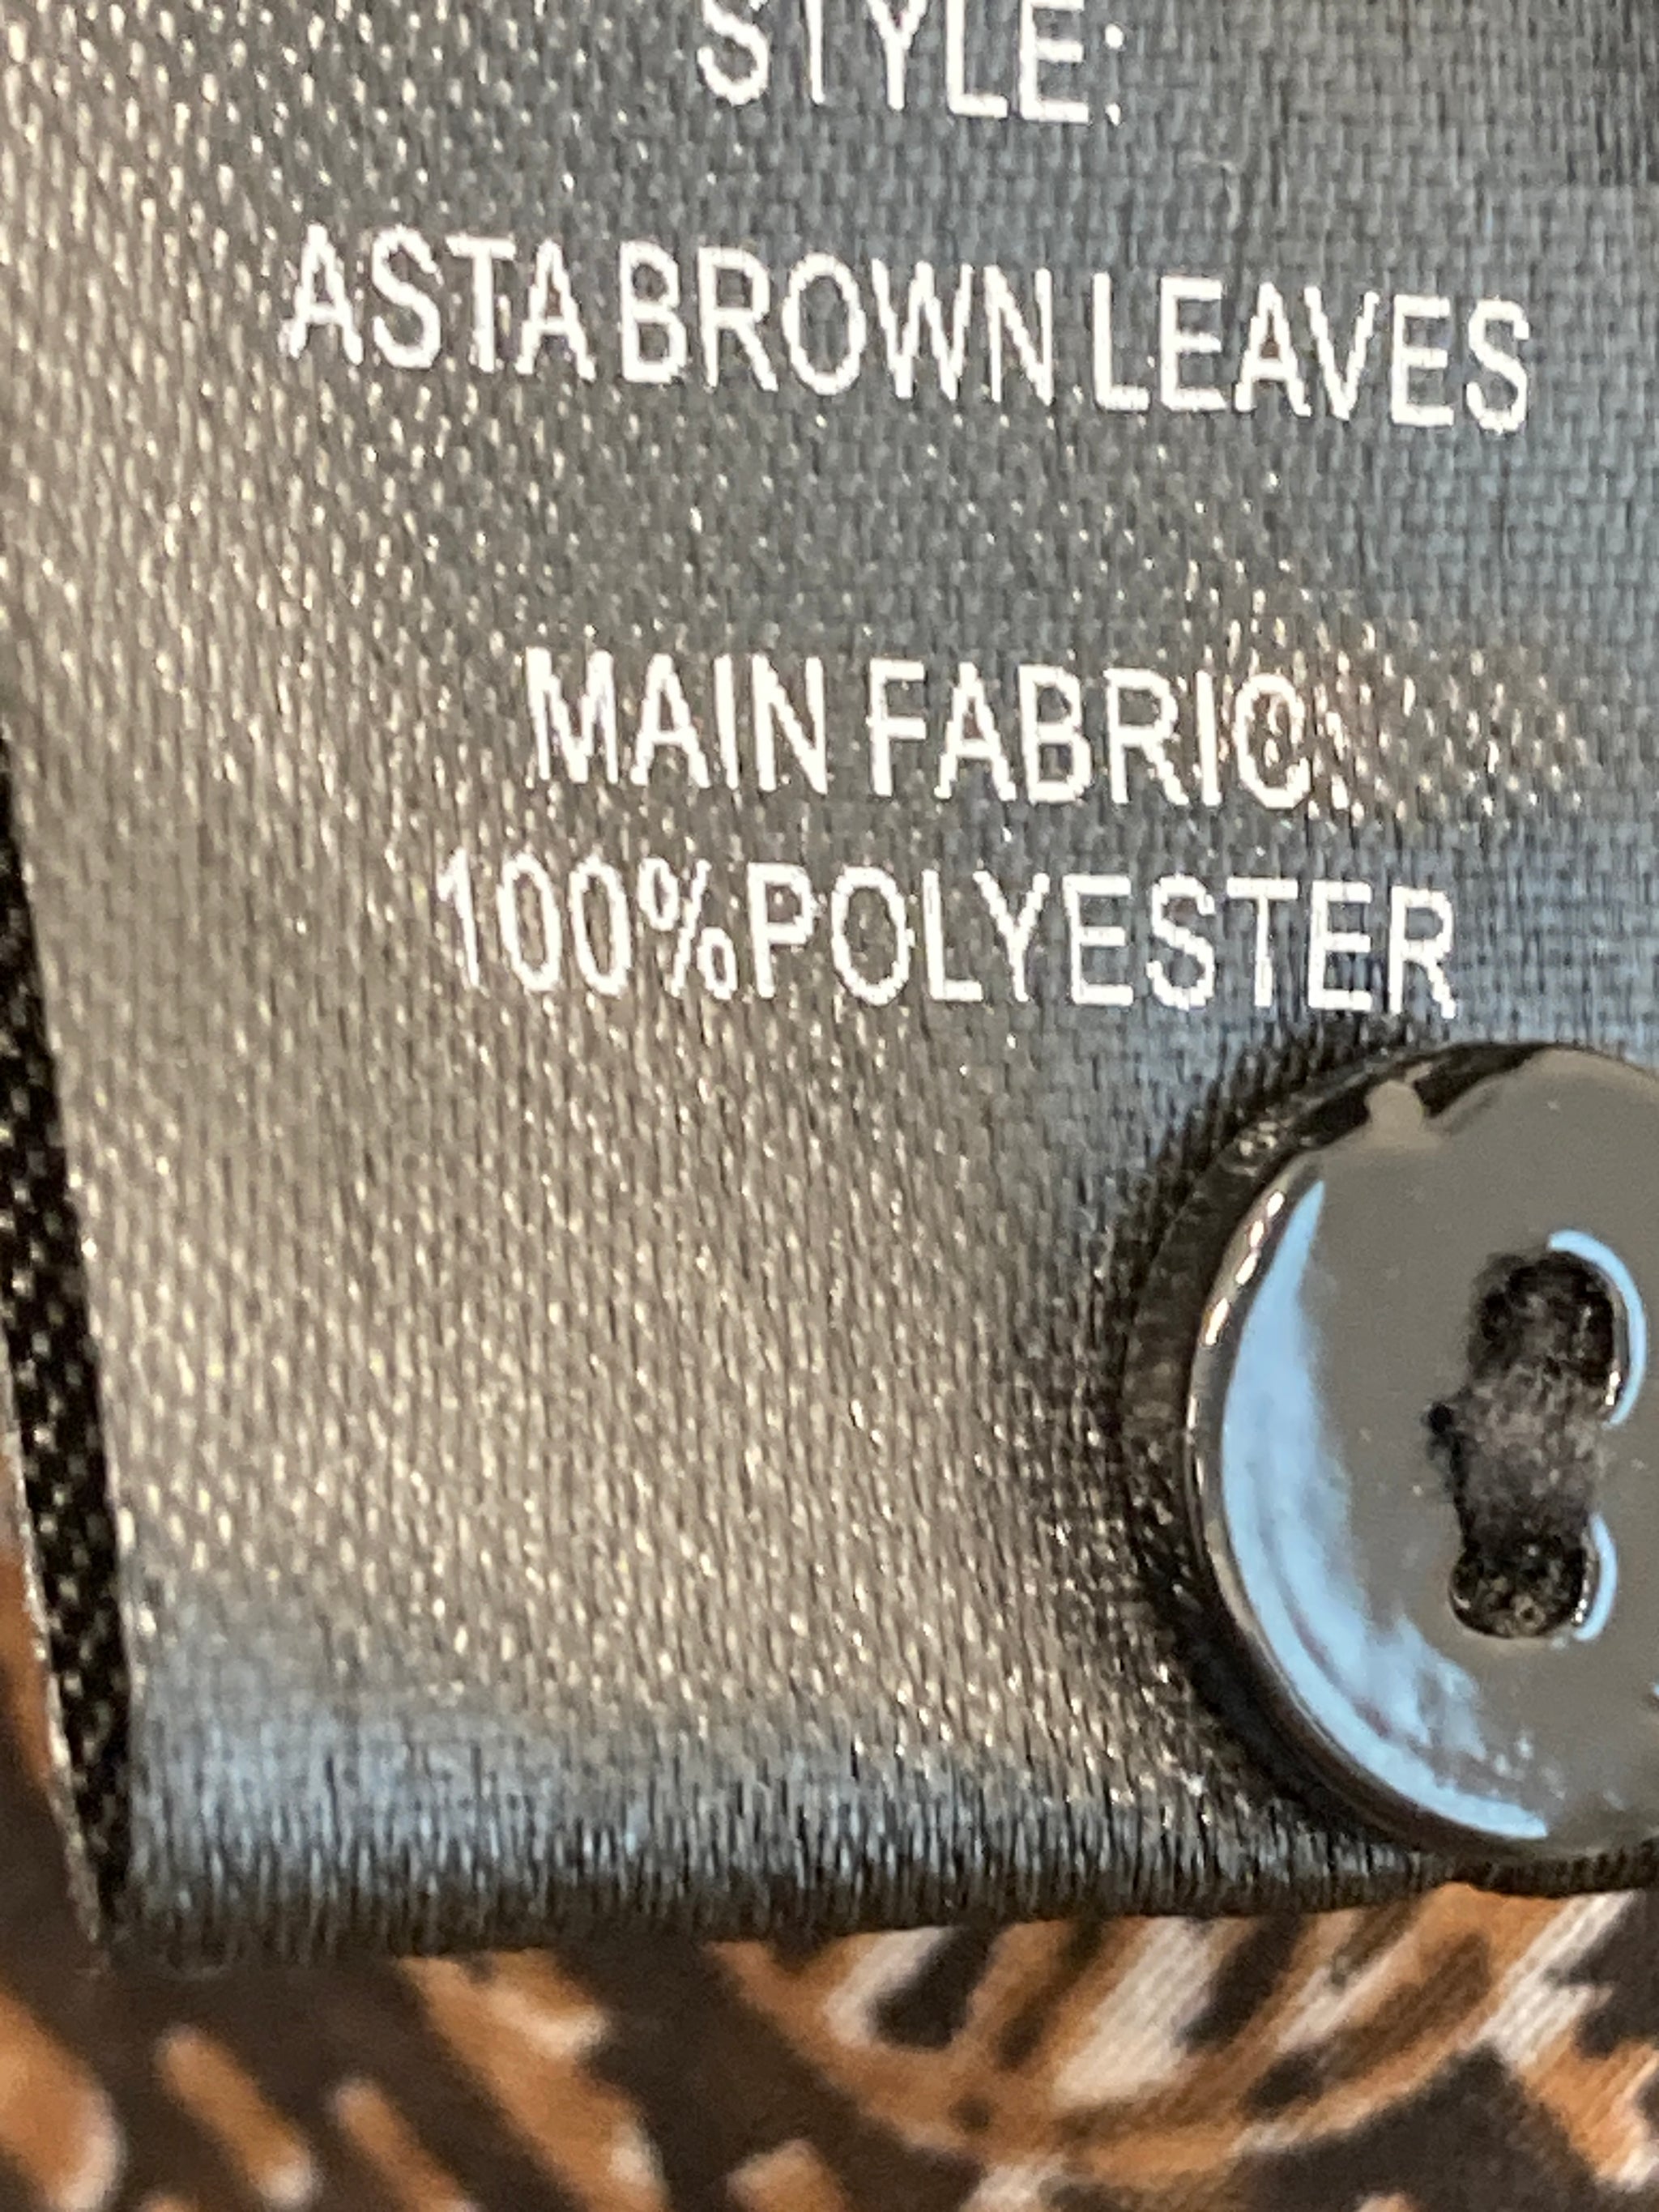 STYLE:
ASTA BROWN LEAVES
MAIN FABRIC:
100%POLYESTER